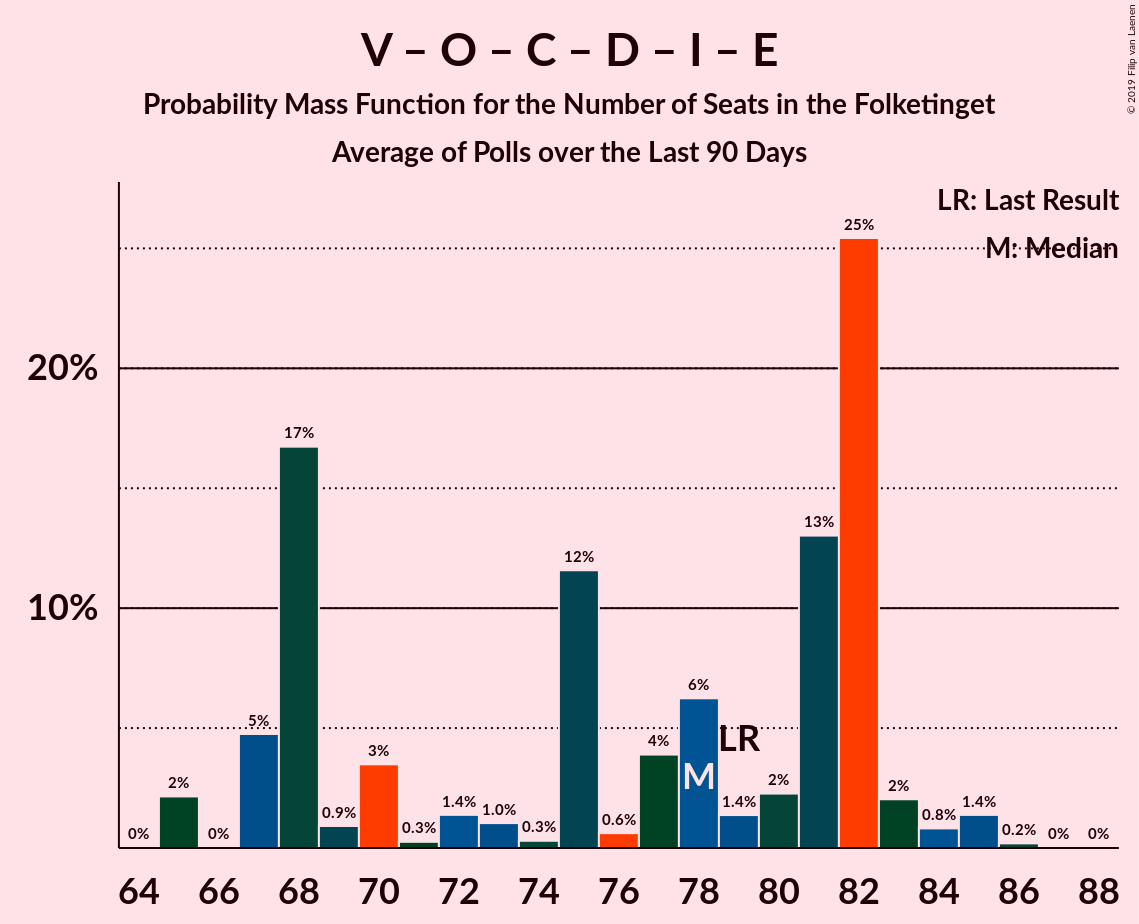 V – O – C – D – I – E
Probability Mass Function for the Number of Seats in the Folketinget
Average of Polls over the Last 90 Days
© 2019 Filip van Laenen
LR: Last Result
M: Median
20%
10%
0% 2% 0% 5% 17% 0.9% 3% 0.3% 1.4% 1.0% 0.3% 12% 0.6% 4% 6% 1.4% 2% 13% 25% 2% 0.8% 1.4% 0.2% 0% 0%
LR
M
64 66 68 70 72 74 76 78 80 82 84 86 88